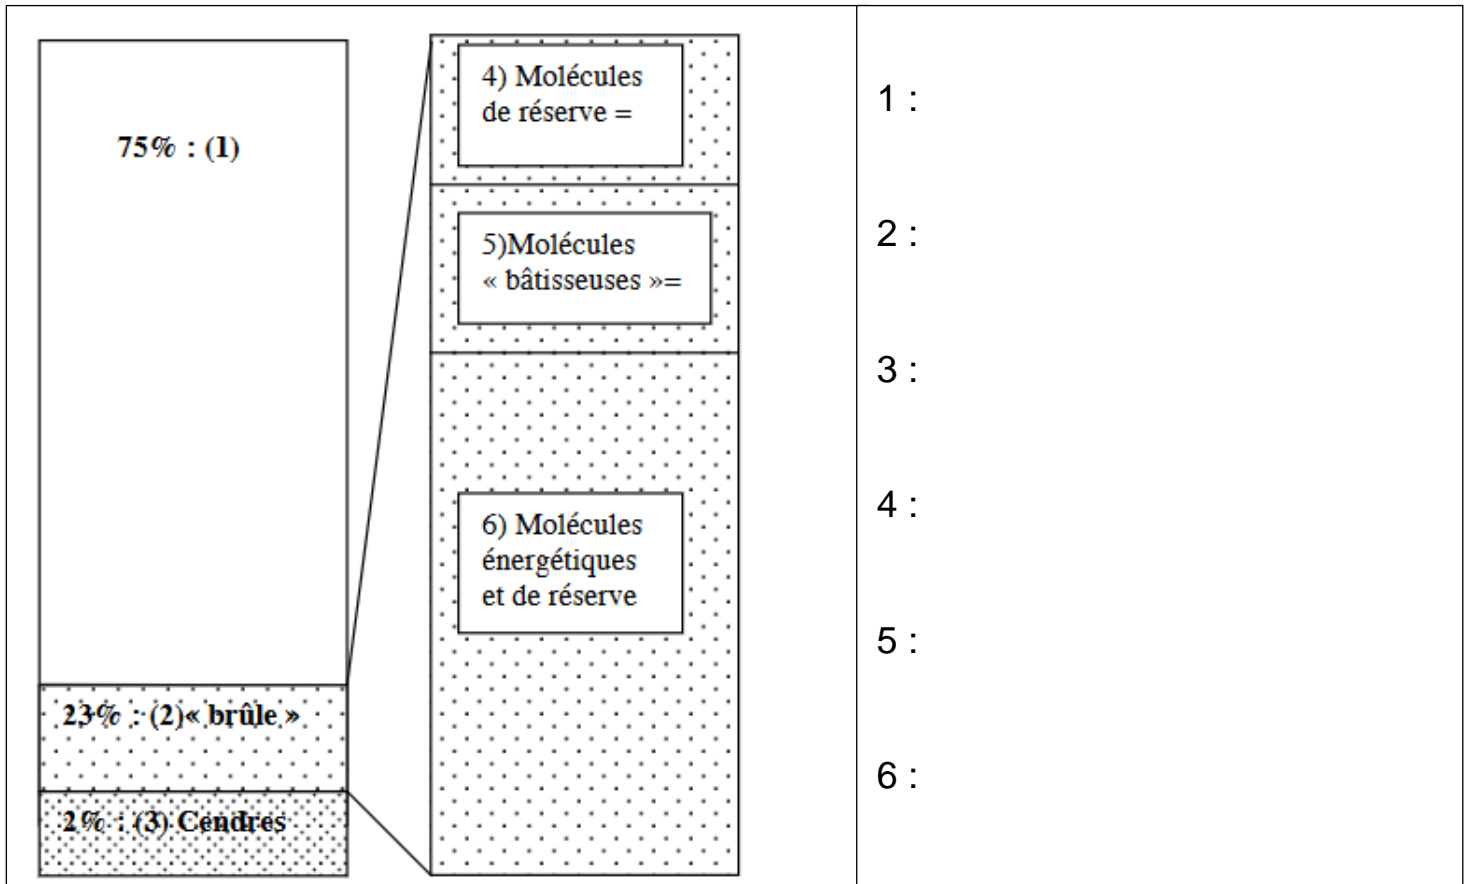 75% : (1)
23% : (2)« brûle »
2% : (3) Cendres
4) Molécules
de réserve =
5)Molécules
« bâtisseuses »=
6) Molécules
énergétiques
et de réserve
1 :
2 :
3 :
4 :
5 :
6 :